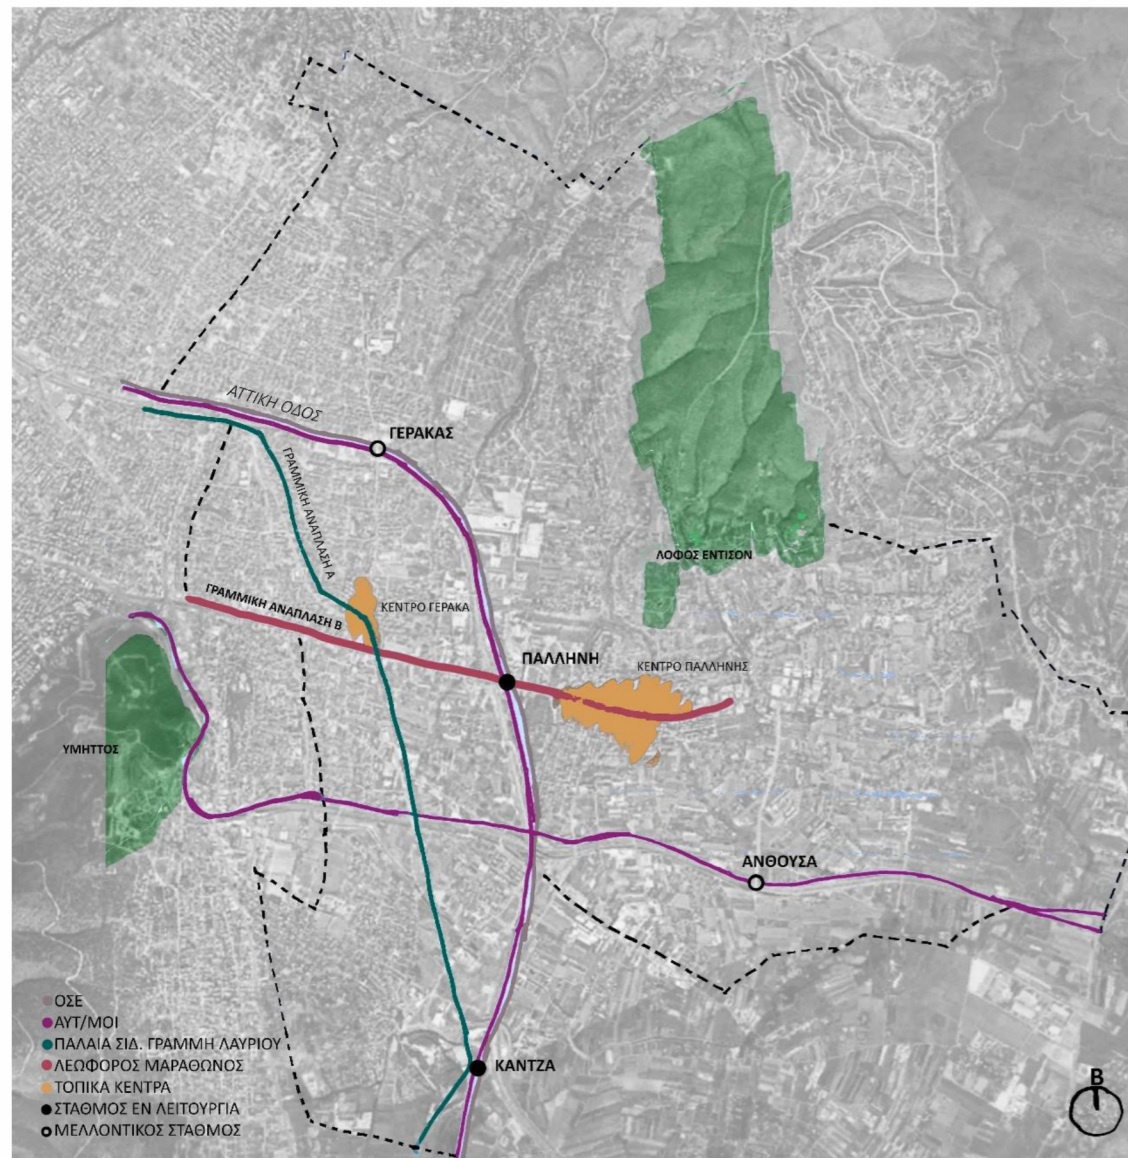 ΑΤΤΙΚΗ ΟΔΟΣ
ΓΕΡΑΚΑΣ
ΓΡΑΜΜΙΚΗ ΑΝΑΠΛΑΣΗ Α
ΛΟΦΟΣ ΕΝΤΙΣΟΝ
ΓΡΑΜΜΙΚΗ ΑΝΑΠΛΑΣΗ Β
ΚΕΝΤΡΟ ΓΕΡΑΚΑ
ΠΑΛΛΗΝΗ
ΚΕΝΤΡΟ ΠΑΛΛΗΝΗΣ
ΥΜΗΤΤΟΣ
ΑΝΘΟΥΣΑ
ΚΑΝΤΖΑ
ΟΣΕ
ΑΥΤ/ΜΟΙ
ΠΑΛΑΙΑ ΣΙΔ. ΓΡΑΜΜΗ ΛΑΥΡΙΟΥ
ΛΕΩΦΟΡΟΣ ΜΑΡΑΘΩΝΟΣ
ΤΟΠΙΚΑ ΚΕΝΤΡΑ
ΣΤΑΘΜΟΣ ΕΝ ΛΕΙΤΟΥΡΓΙΑ
ΜΕΛΛΟΝΤΙΚΟΣ ΣΤΑΘΜΟΣ
Β